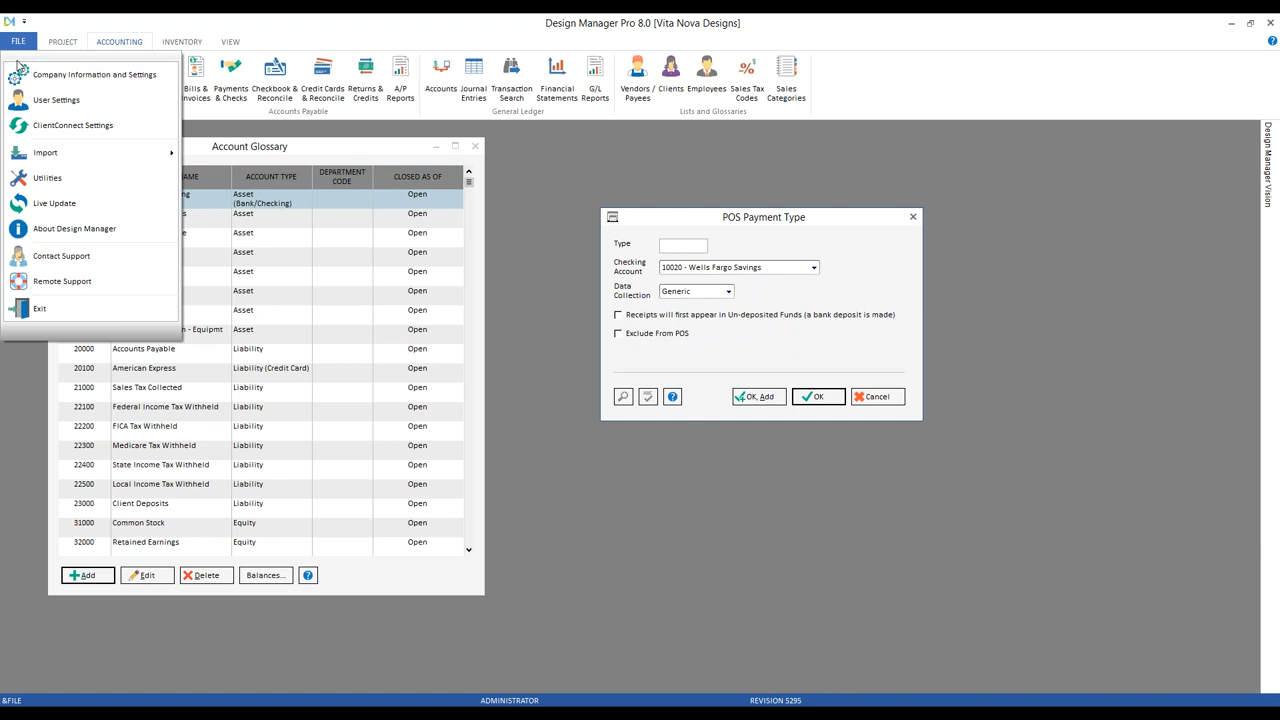 Design Manager Pro 8.0 [Vita Nova Designs]
FILE PROJECT ACCOUNTING INVENTORY VIEW
Company Information and Settings
User Settings
ClientConnect Settings
Import
Utilities
Live Update
About Design Manager
Contact Support
Remote Support
Exit
Bills & Invoices
Payments & Checks
Checkbook & Reconcile
Credit Cards & Reconcile
Returns & Credits
A/P Reports
Accounts Payable
Accounts
Journal Entries
Transaction Search
Financial Statements
G/L Reports
General Ledger
Vendors / Payees
Clients
Employees
Sales Tax Codes
Sales Categories
Lists and Glossaries
Design Manager Vision
Account Glossary
NAME ACCOUNT TYPE DEPARTMENT CODE CLOSED AS OF
ng Asset (Bank/Checking) Open
s Asset Open
e Asset Open
Asset Open
Asset Open
Asset Open
Asset Open
n - Equipmt Asset Open
20000 Accounts Payable Liability Open
20100 American Express Liability (Credit Card) Open
21000 Sales Tax Collected Liability Open
22100 Federal Income Tax Withheld Liability Open
22200 FICA Tax Withheld Liability Open
22300 Medicare Tax Withheld Liability Open
22400 State Income Tax Withheld Liability Open
22500 Local Income Tax Withheld Liability Open
23000 Client Deposits Liability Open
31000 Common Stock Equity Open
32000 Retained Earnings Equity Open
Add Edit Delete Balances...
POS Payment Type
Type
Checking Account 10020 - Wells Fargo Savings
Data Collection Generic
Receipts will first appear in Un-deposited Funds (a bank deposit is made)
Exclude From POS
OK, Add OK Cancel
&FILE ADMINISTRATOR REVISION 5295